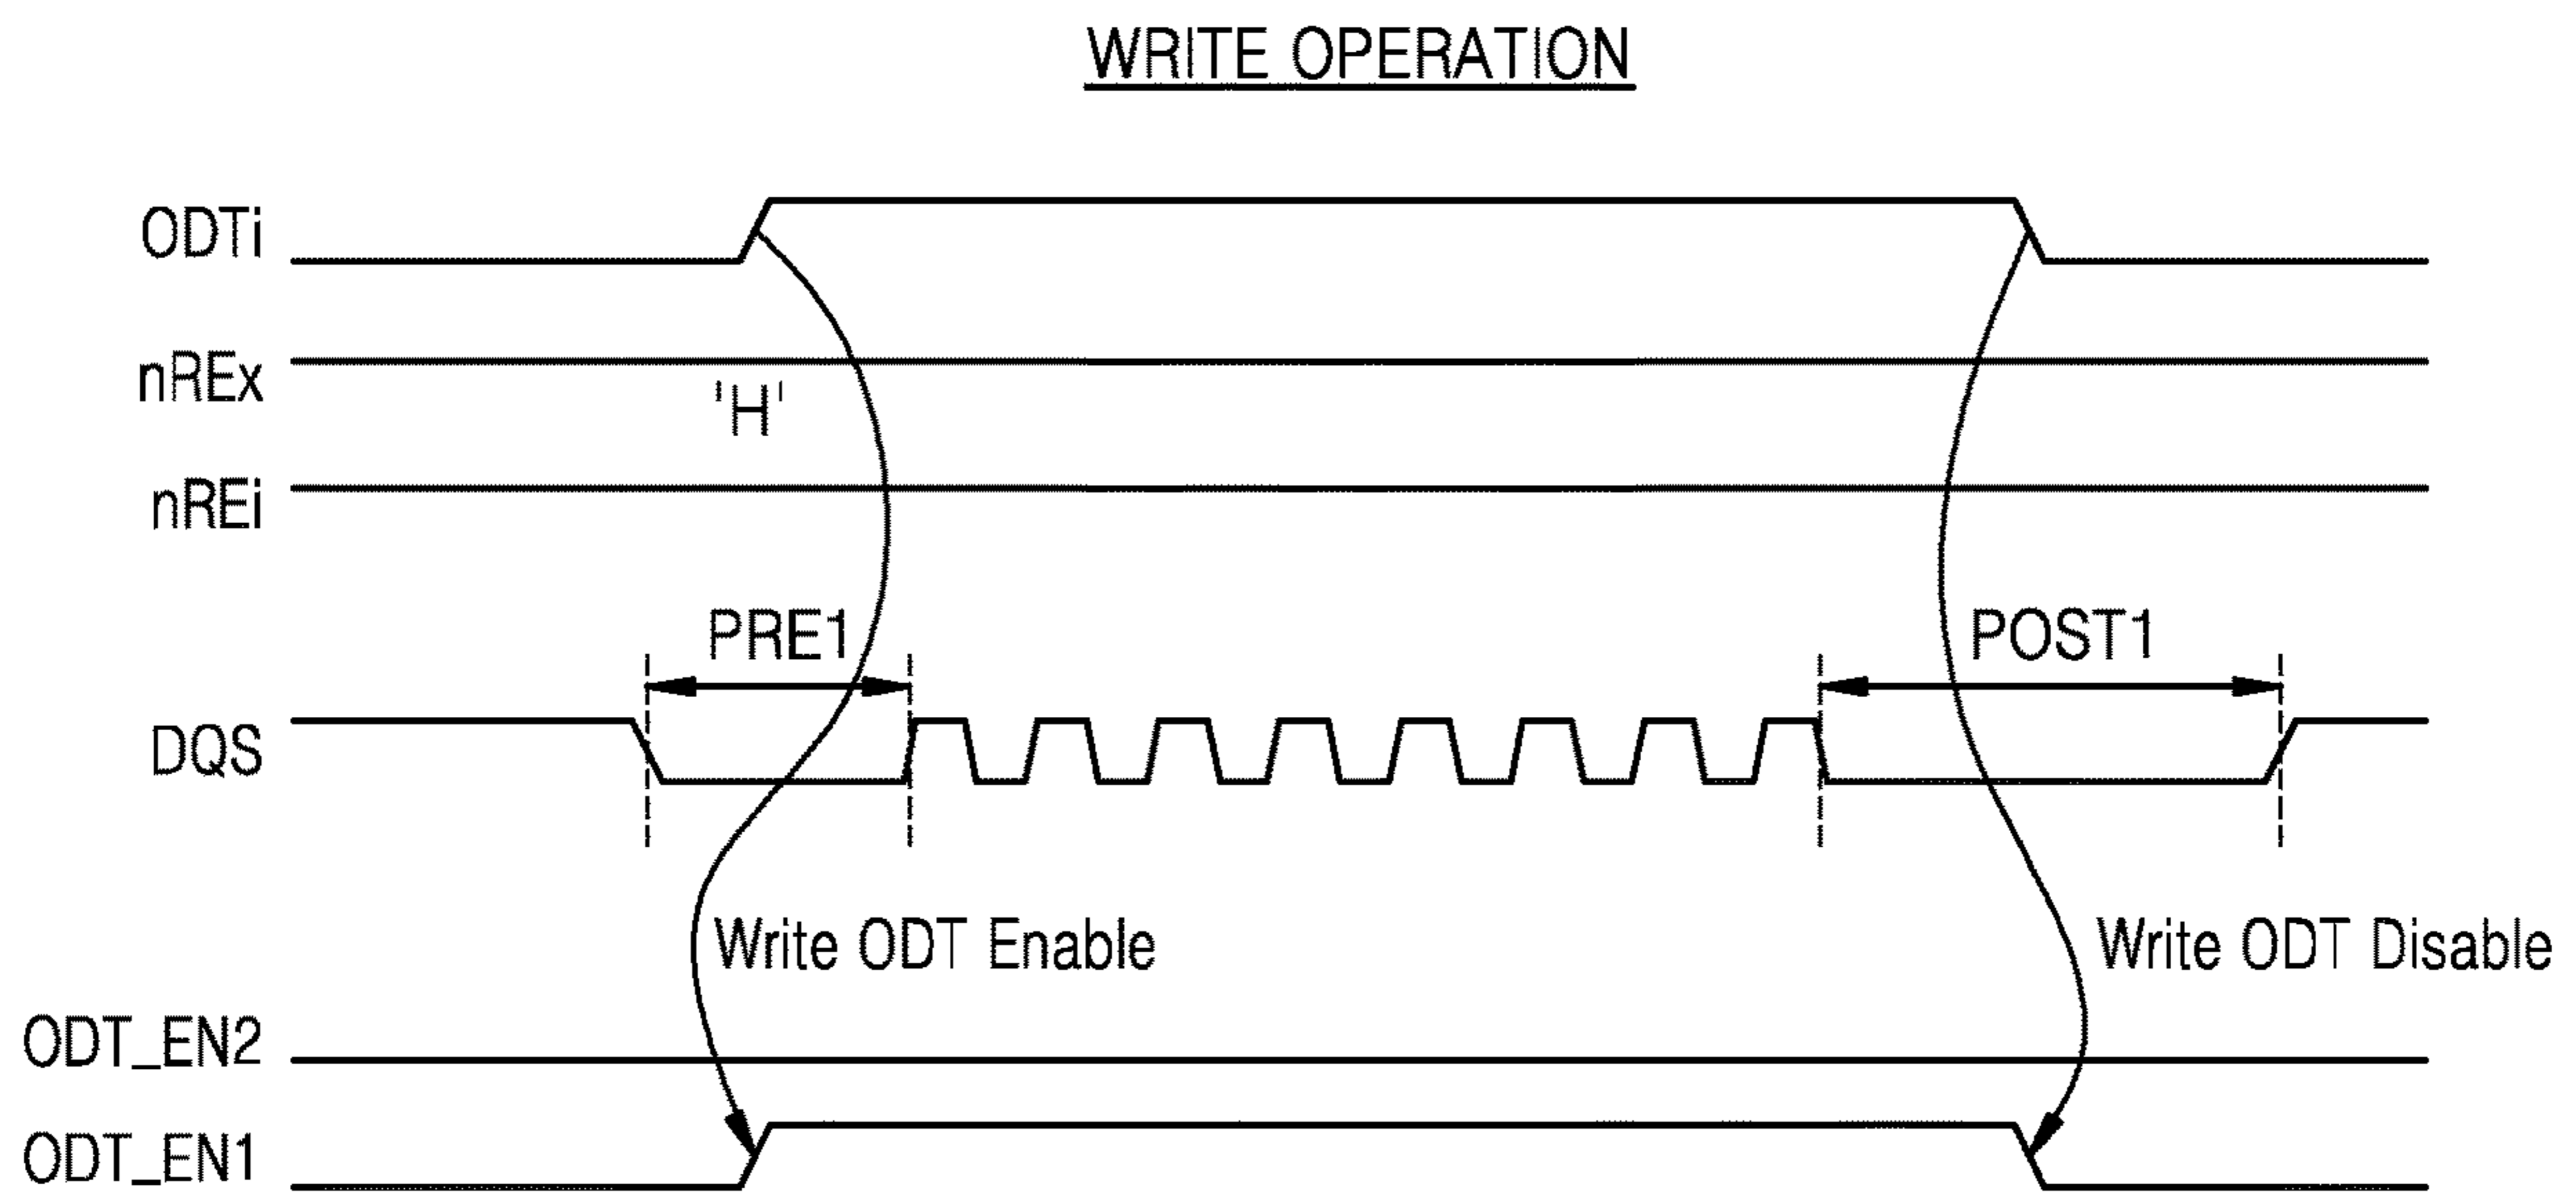 WRITE OPERATION
ODTi
nREx
'H'
nREi
PRE1
POST1
DQS
Write ODT Enable
Write ODT Disable
ODT_EN2
ODT_EN1